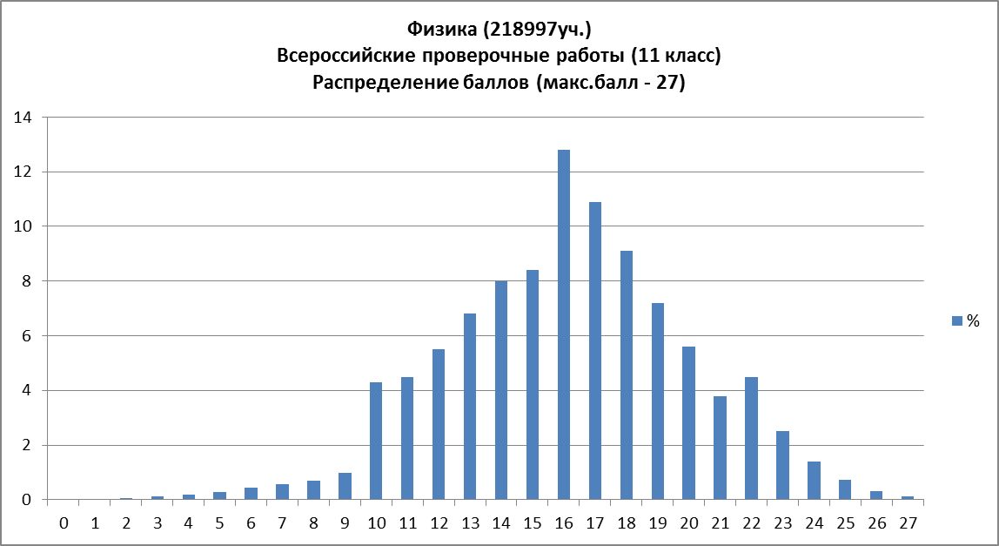 Физика (218997уч.)
Всероссийские проверочные работы (11 класс)
Распределение баллов (макс.балл - 27)
14
12
10
8
6
4
2
0
%
0 1 2 3 4 5 6 7 8 9 10 11 12 13 14 15 16 17 18 19 20 21 22 23 24 25 26 27